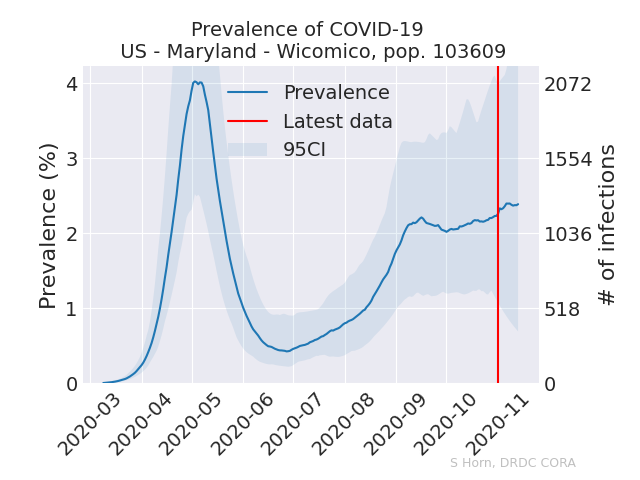 Prevalence of COVID-19
US - Maryland - Wicomico, pop. 103609
Prevalence
Latest data
95CI
Prevalence (%)
4
3
2
1
0
2072
1554
1036
518
0
# of infections
2020-03
2020-04
2020-05
2020-06
2020-07
2020-08
2020-09
2020-10
2020-11
S Horn, DRDC CORA